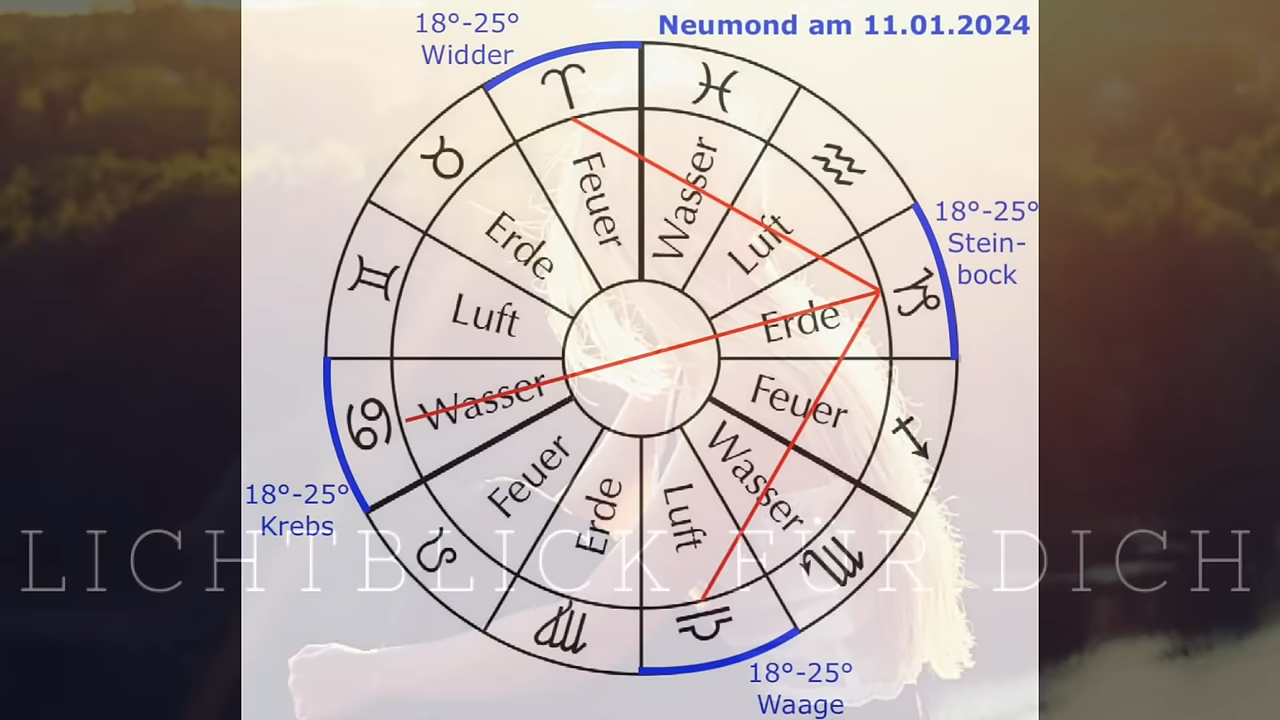 Neumond am 11.01.2024
18°-25°
Widder
♈
♓
♉
♒
Feuer
Wasser
Erde
Luft
18°-25°
Stein-
bock
♊
Luft
Erde
♑
♋
Wasser
Feuer
♐
Feuer
Erde
Luft
Wasser
18°-25°
Krebs
LICHTBLICK FÜR DICH
♌
♍
♎
♏
18°-25°
Waage